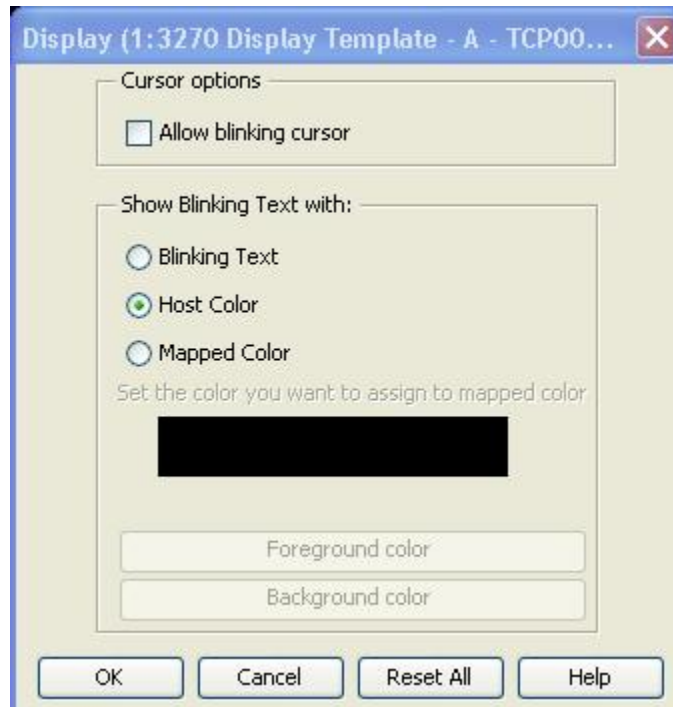 Display (1:3270 Display Template - A - TCP00...
Cursor options
Allow blinking cursor
Show Blinking Text with:
Blinking Text
Host Color
Mapped Color
Set the color you want to assign to mapped color
Foreground color
Background color
OK Cancel Reset All Help